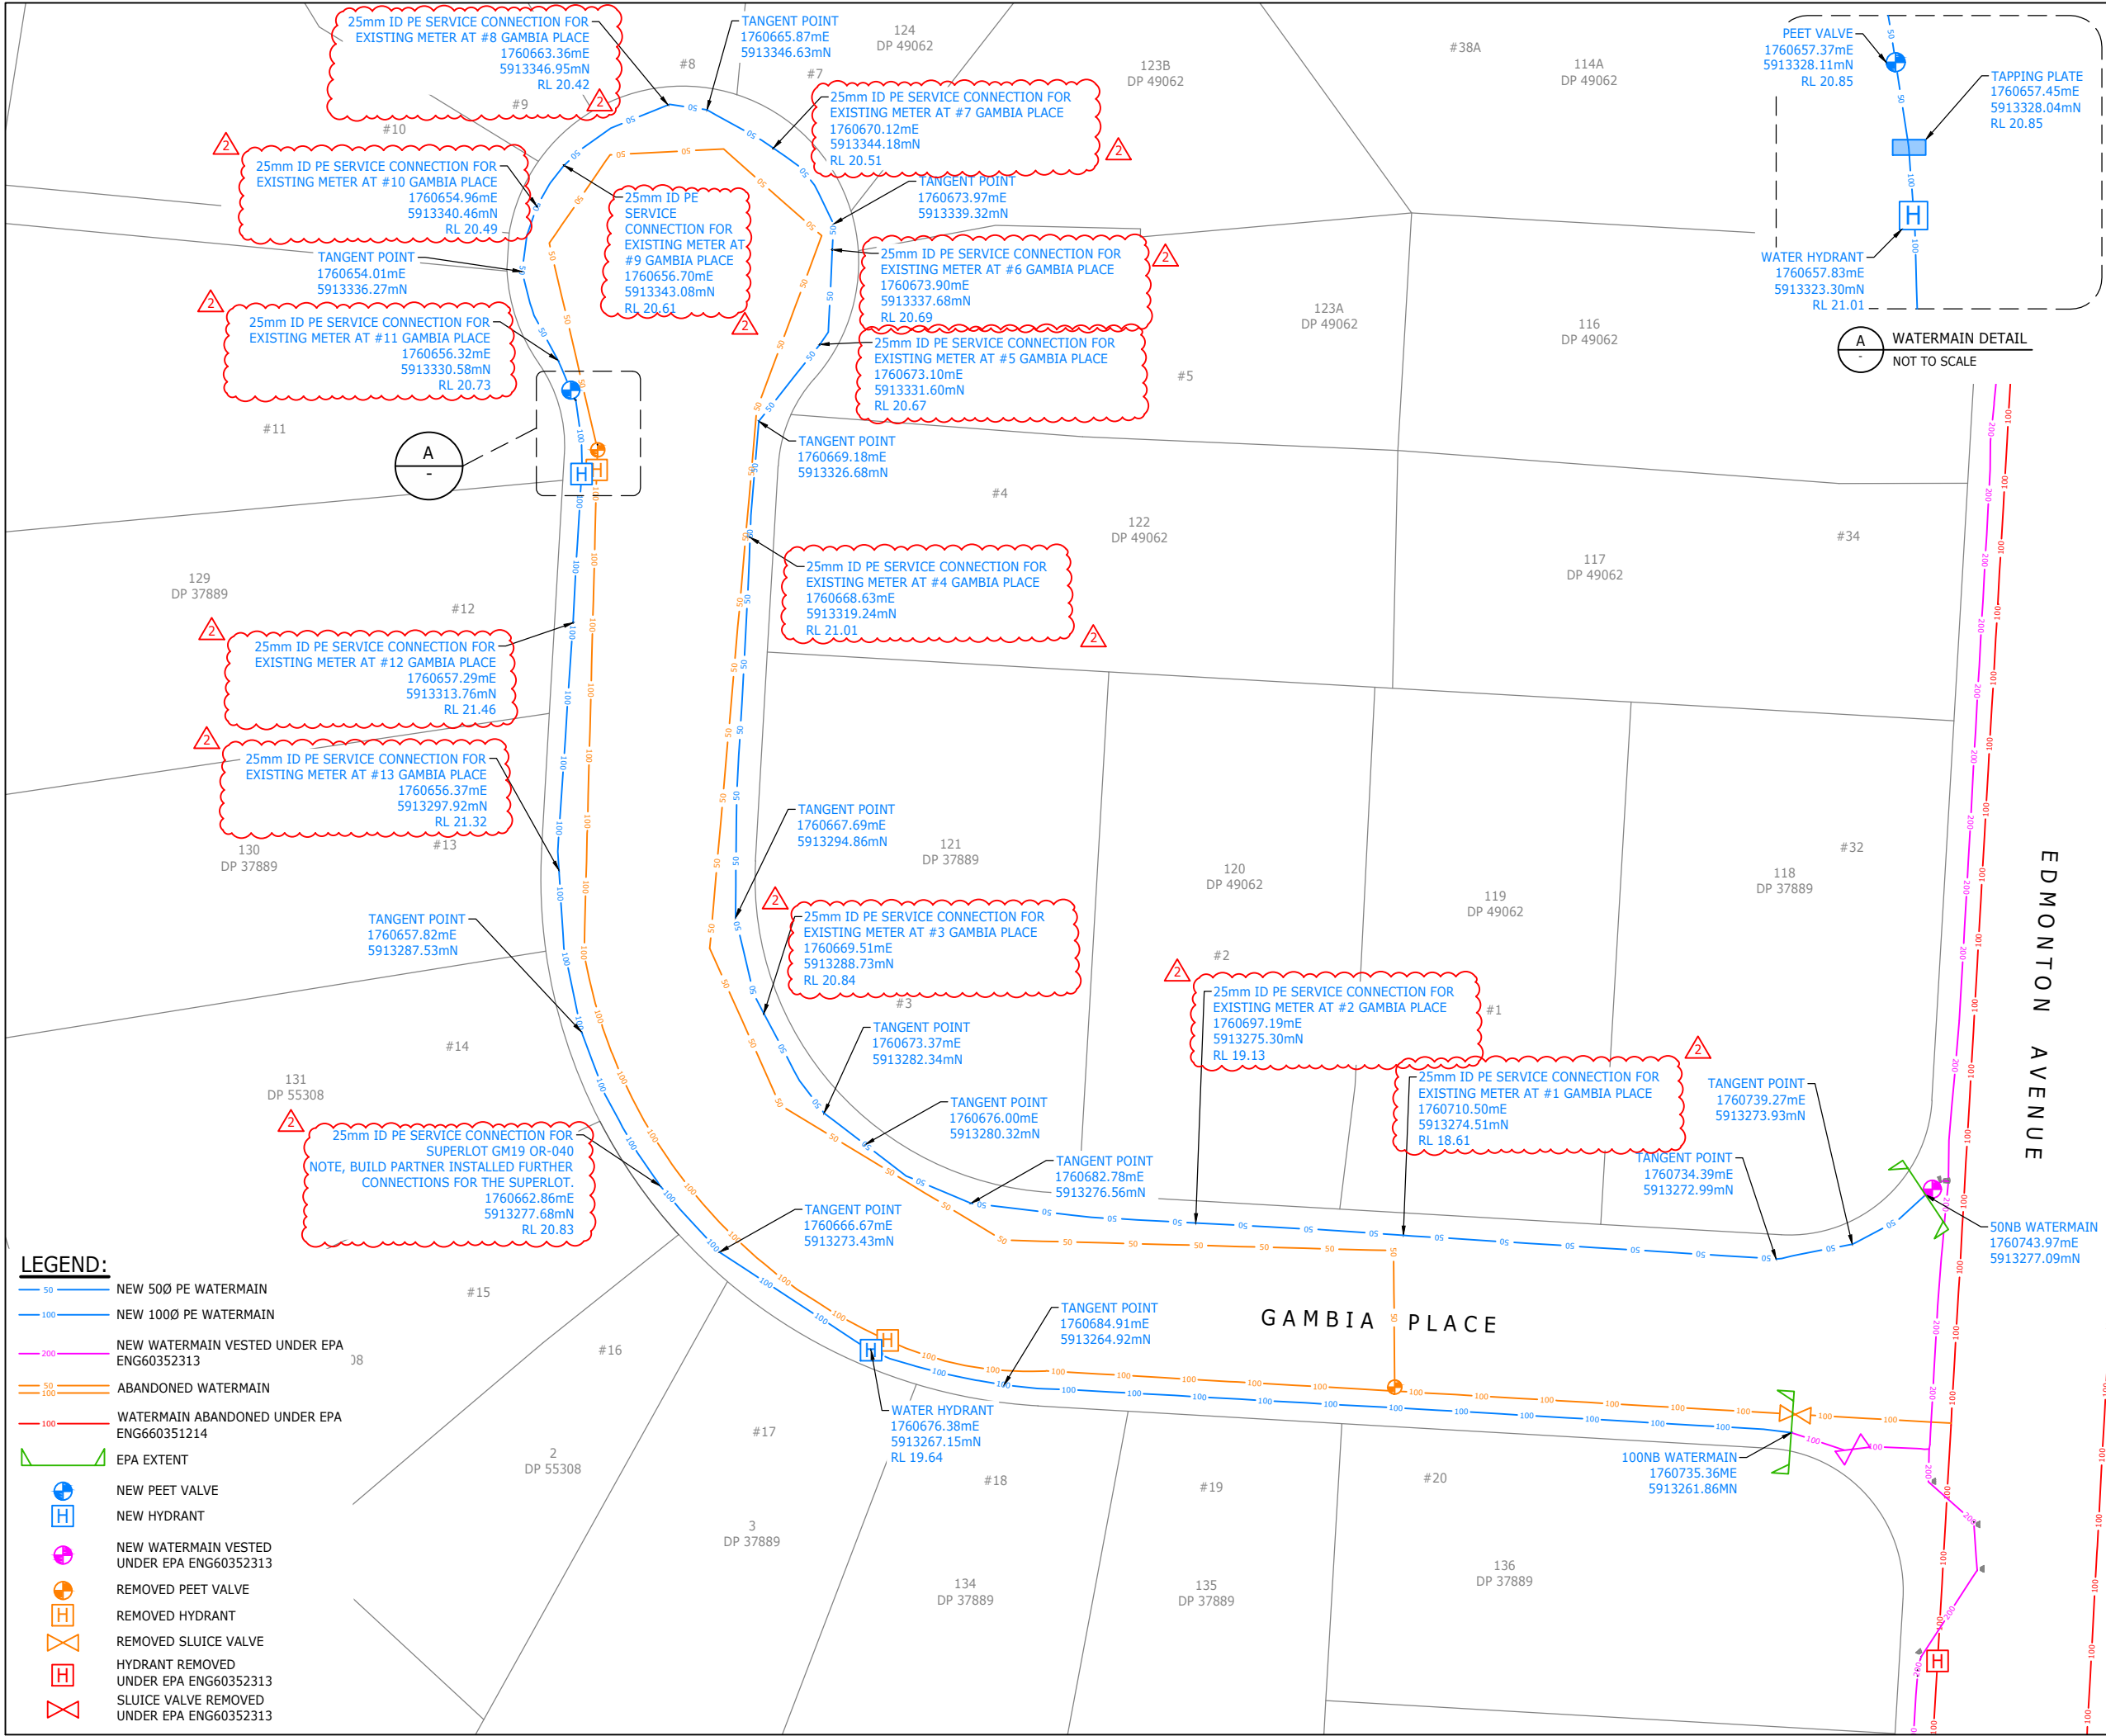 25mm ID PE SERVICE CONNECTION FOR
EXISTING METER AT #8 GAMBIA PLACE
1760663.36mE
5913346.95mN
RL 20.42
2
TANGENT POINT
1760665.87mE
5913346.63mN
124
DP 49062
#8
#7
#9
#10
123B
DP 49062
#38A
114A
DP 49062
PEET VALVE
1760657.37mE
5913328.11mN
RL 20.85
TAPPING PLATE
1760657.45mE
5913328.04mN
RL 20.85
WATER HYDRANT
1760657.83mE
5913323.30mN
RL 21.01
50
50
100
H
100
A
-
WATERMAIN DETAIL
NOT TO SCALE
25mm ID PE SERVICE CONNECTION FOR
EXISTING METER AT #7 GAMBIA PLACE
1760670.12mE
5913344.18mN
RL 20.51
2
2
25mm ID PE SERVICE CONNECTION FOR
EXISTING METER AT #10 GAMBIA PLACE
1760654.96mE
5913340.46mN
RL 20.49
25mm ID PE
SERVICE
CONNECTION FOR
EXISTING METER AT
#9 GAMBIA PLACE
1760656.70mE
5913343.08mN
RL 20.61
2
TANGENT POINT
1760673.97mE
5913339.32mN
TANGENT POINT
1760654.01mE
5913336.27mN
25mm ID PE SERVICE CONNECTION FOR
EXISTING METER AT #6 GAMBIA PLACE
1760673.90mE
5913337.68mN
RL 20.69
2
2
25mm ID PE SERVICE CONNECTION FOR
EXISTING METER AT #11 GAMBIA PLACE
1760656.32mE
5913330.58mN
RL 20.73
25mm ID PE SERVICE CONNECTION FOR
EXISTING METER AT #5 GAMBIA PLACE
1760673.10mE
5913331.60mN
RL 20.67
#5
123A
DP 49062
116
DP 49062
#11
A
-
H
H
TANGENT POINT
1760669.18mE
5913326.68mN
#4
122
DP 49062
117
DP 49062
#34
129
DP 37889
#12
25mm ID PE SERVICE CONNECTION FOR
EXISTING METER AT #4 GAMBIA PLACE
1760668.63mE
5913319.24mN
RL 21.01
2
2
25mm ID PE SERVICE CONNECTION FOR
EXISTING METER AT #12 GAMBIA PLACE
1760657.29mE
5913313.76mN
RL 21.46
2
25mm ID PE SERVICE CONNECTION FOR
EXISTING METER AT #13 GAMBIA PLACE
1760656.37mE
5913297.92mN
RL 21.32
130
DP 37889
#13
TANGENT POINT
1760667.69mE
5913294.86mN
121
DP 37889
120
DP 49062
119
DP 49062
118
DP 37889
#32
EDMONTON AVENUE
TANGENT POINT
1760657.82mE
5913287.53mN
2
25mm ID PE SERVICE CONNECTION FOR
EXISTING METER AT #3 GAMBIA PLACE
1760669.51mE
5913288.73mN
RL 20.84
#3
#2
2
25mm ID PE SERVICE CONNECTION FOR
EXISTING METER AT #2 GAMBIA PLACE
1760697.19mE
5913275.30mN
RL 19.13
#1
2
25mm ID PE SERVICE CONNECTION FOR
EXISTING METER AT #1 GAMBIA PLACE
1760710.50mE
5913274.51mN
RL 18.61
TANGENT POINT
1760739.27mE
5913273.93mN
TANGENT POINT
1760734.39mE
5913272.99mN
#14
131
DP 55308
TANGENT POINT
1760673.37mE
5913282.34mN
TANGENT POINT
1760676.00mE
5913280.32mN
TANGENT POINT
1760682.78mE
5913276.56mN
2
25mm ID PE SERVICE CONNECTION FOR
SUPERLOT GM19 OR-040
NOTE, BUILD PARTNER INSTALLED FURTHER
CONNECTIONS FOR THE SUPERLOT.
1760662.86mE
5913277.68mN
RL 20.83
TANGENT POINT
1760666.67mE
5913273.43mN
50NB WATERMAIN
1760743.97mE
5913277.09mN
GAMBIA PLACE
TANGENT POINT
1760684.91mE
5913264.92mN
H
H
WATER HYDRANT
1760676.38mE
5913267.15mN
RL 19.64
100NB WATERMAIN
1760735.36mE
5913261.86MN
#15
#16
#17
#18
#19
#20
2
DP 55308
3
DP 37889
134
DP 37889
135
DP 37889
136
DP 37889
H
LEGEND:
50 NEW 50Ø PE WATERMAIN
100 NEW 100Ø PE WATERMAIN
200 NEW WATERMAIN VESTED UNDER EPA
ENG60352313
50
100 ABANDONED WATERMAIN
100 WATERMAIN ABANDONED UNDER EPA
ENG660351214
EPA EXTENT
NEW PEET VALVE
H NEW HYDRANT
NEW WATERMAIN VESTED
UNDER EPA ENG60352313
REMOVED PEET VALVE
H REMOVED HYDRANT
REMOVED SLUICE VALVE
H HYDRANT REMOVED
UNDER EPA ENG60352313
SLUICE VALVE REMOVED
UNDER EPA ENG60352313